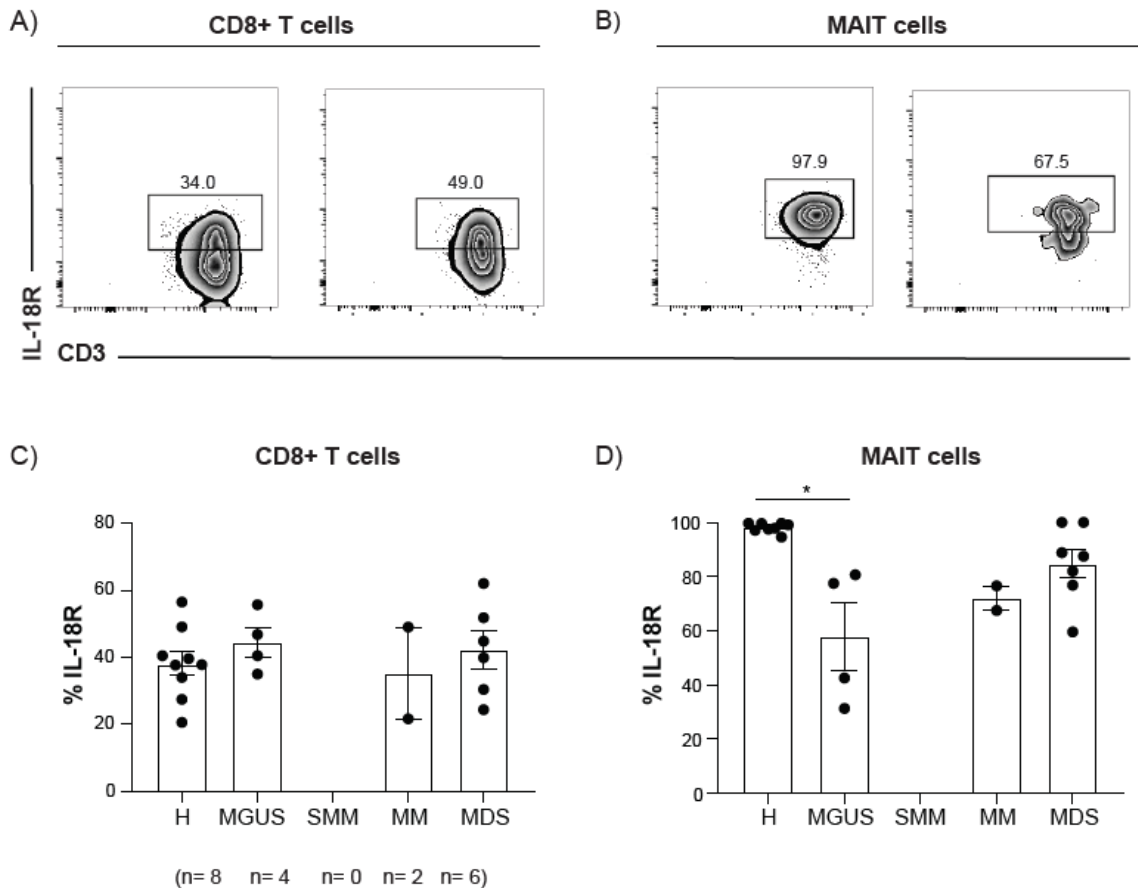 A) CD8+ T cells
B) MAIT cells
34.0
49.0
97.9
67.5
IL-18R
CD3
C) CD8+ T cells
% IL-18R
80
60
40
20
0
H MGUS SMM MM MDS
(n= 8 n= 4 n= 0 n= 2 n= 6)
D) MAIT cells
*
% IL-18R
100
80
60
40
20
0
H MGUS SMM MM MDS